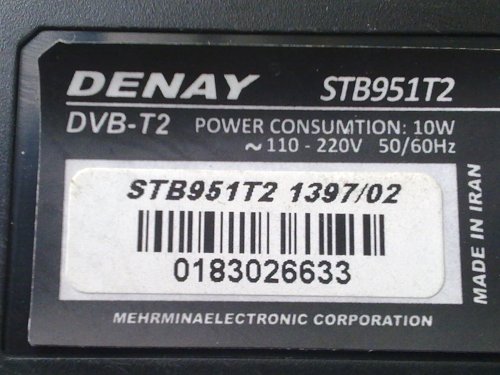 DENAY STB951T2
DVB-T2 POWER CONSUMTION: 10W
~110 - 220V 50/60Hz
STB951T2 1397/02
0183026633
MADE IN IRAN
MEHRMINAELECTRONIC CORPORATION